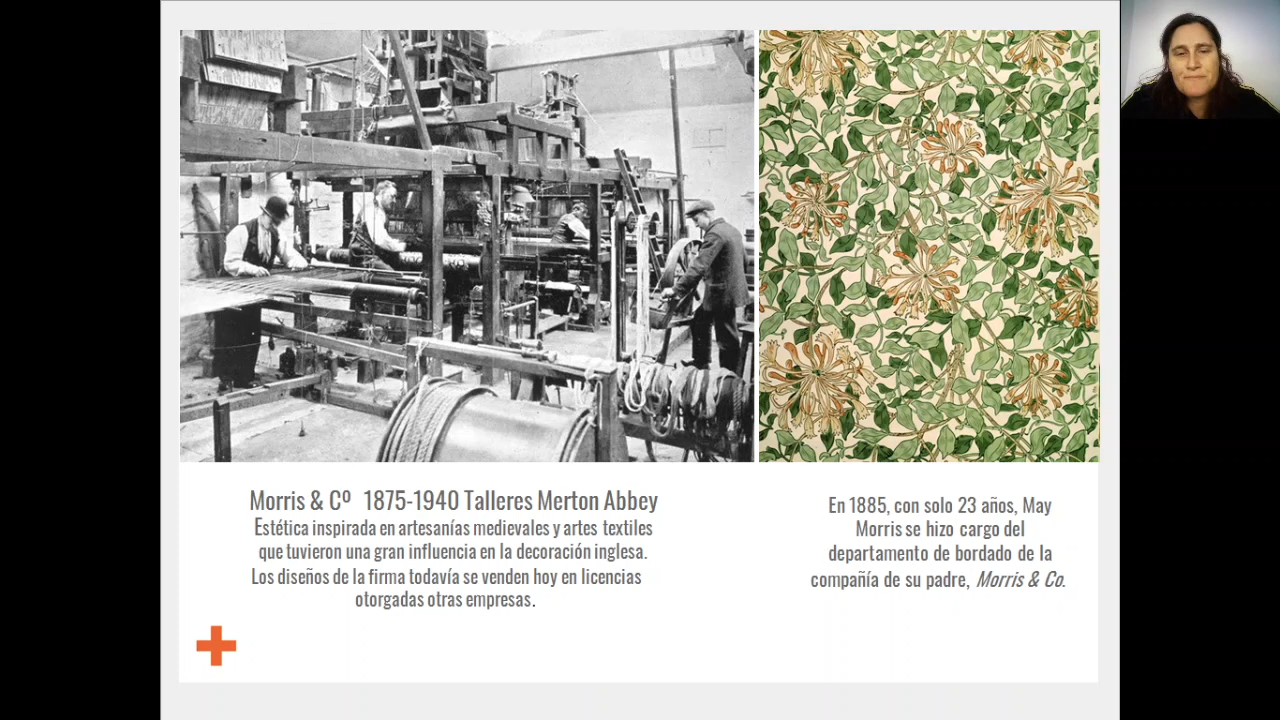 Morris & Cº 1875-1940 Talleres Merton Abbey
Estética inspirada en artesanías medievales y artes textiles
que tuvieron una gran influencia en la decoración inglesa.
Los diseños de la firma todavía se venden hoy en licencias
otorgadas otras empresas.
En 1885, con solo 23 años, May
Morris se hizo cargo del
departamento de bordado de la
compañía de su padre, Morris & Co.